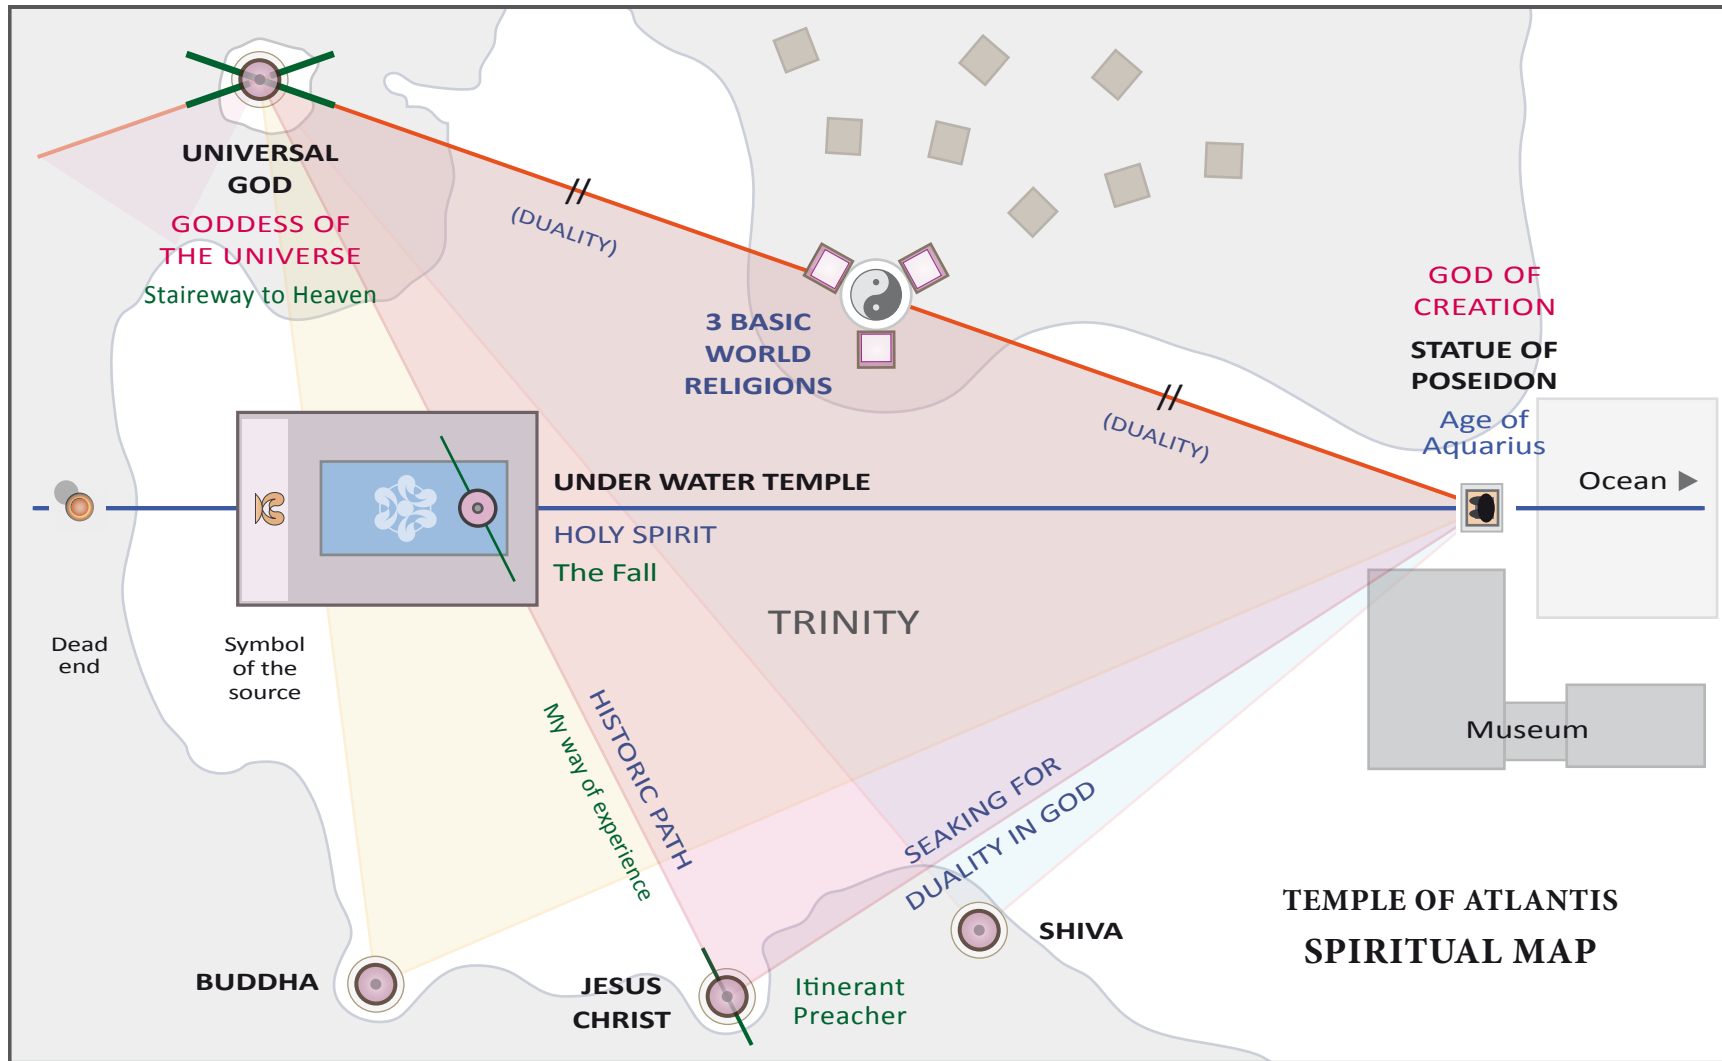 UNIVERSAL
GOD
GODDESS OF
THE UNIVERSE
Staireway to Heaven
(DUALITY)
3 BASIC
WORLD
RELIGIONS
(DUALITY)
GOD OF
CREATION
STATUE OF
POSEIDON
Age of
Aquarius
Ocean
UNDER WATER TEMPLE
HOLY SPIRIT
The Fall
TRINITY
Dead
end
Symbol
of the
source
HISTORIC PATH
My way of experience
SEAKING FOR
DUALITY IN GOD
Museum
BUDDHA
JESUS
CHRIST
Itinerant
Preacher
SHIVA
TEMPLE OF ATLANTIS
SPIRITUAL MAP